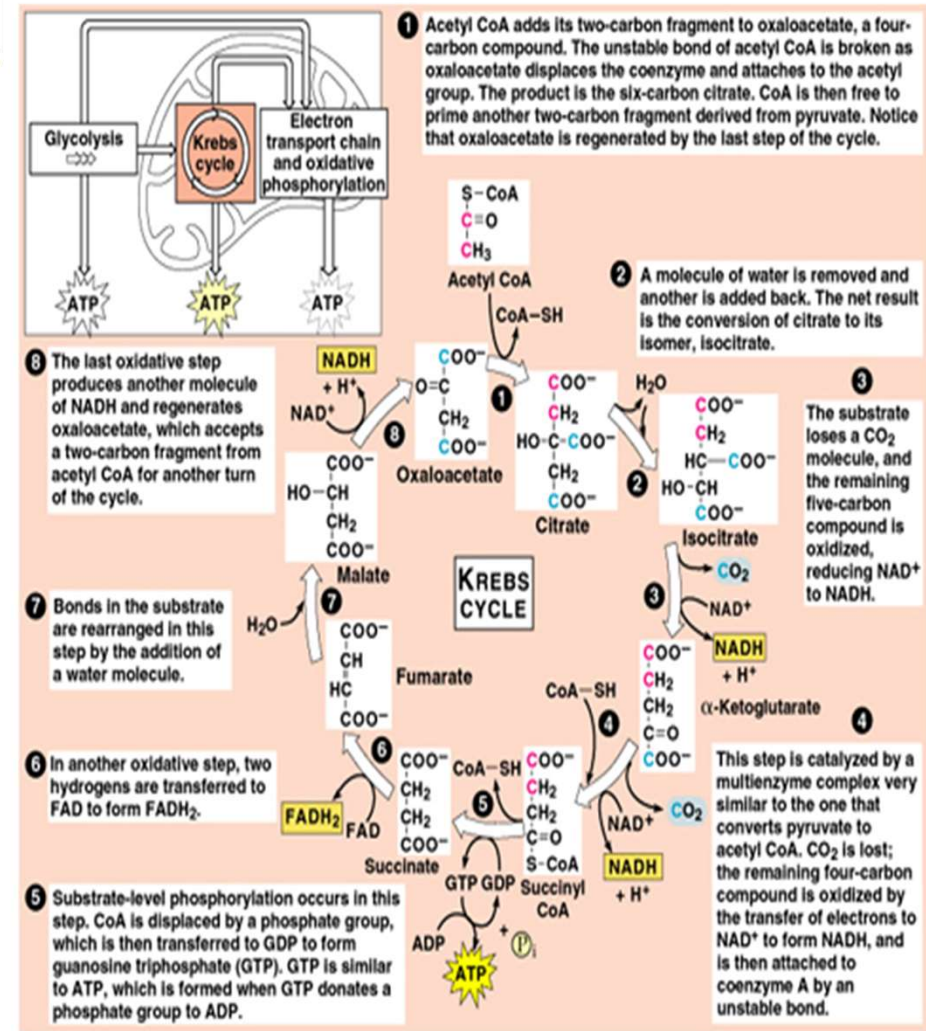 1 Acetyl CoA adds its two-carbon fragment to oxaloacetate, a four-
carbon compound. The unstable bond of acetyl CoA is broken as
oxaloacetate displaces the coenzyme and attaches to the acetyl
group. The product is the six-carbon citrate. CoA is then free to
prime another two-carbon fragment derived from pyruvate. Notice
that oxaloacetate is regenerated by the last step of the cycle.
Glycolysis
Krebs
cycle
Electron
transport chain
and oxidative
phosphorylation
ATP
ATP
ATP
S-CoA
C=O
CH₃
Acetyl CoA
CoA-SH
2 A molecule of water is removed and
another is added back. The net result
is the conversion of citrate to its
isomer, isocitrate.
8 The last oxidative step
produces another molecule
of NADH and regenerates
oxaloacetate, which accepts
a two-carbon fragment from
acetyl CoA for another turn
of the cycle.
NADH
+ H⁺
NAD⁺
8
COO⁻
O=C
CH₂
COO⁻
Oxaloacetate
1
COO⁻
CH₂
HO-C-COO⁻
CH₂
COO⁻
Citrate
H₂O
2
COO⁻
CH₂
HC-COO⁻
HO-CH
COO⁻
Isocitrate
3
The substrate
loses a CO₂
molecule, and
the remaining
five-carbon
compound is
oxidized,
reducing NAD⁺
to NADH.
COO⁻
HO-CH
CH₂
COO⁻
Malate
KREBS
CYCLE
CO₂
3
NAD⁺
NADH
+ H⁺
7 Bonds in the substrate
are rearranged in this
step by the addition of
a water molecule.
H₂O
7
COO⁻
CH
HC
COO⁻
Fumarate
COO⁻
CH₂
CH₂
C=O
COO⁻
α-Ketoglutarate
CoA-SH
4
4
This step is catalyzed by a
multienzyme complex very
similar to the one that
converts pyruvate to
acetyl CoA. CO₂ is lost;
the remaining four-carbon
compound is oxidized by
the transfer of electrons to
NAD⁺ to form NADH, and
is then attached to
coenzyme A by an
unstable bond.
6 In another oxidative step, two
hydrogens are transferred to
FAD to form FADH₂.
6
FADH₂
FAD
COO⁻
CH₂
CH₂
COO⁻
Succinate
CoA-SH
5
COO⁻
CH₂
CH₂
C=O
S-CoA
Succinyl
CoA
NAD⁺
CO₂
NADH
+ H⁺
GTP GDP
ADP
+ Pi
ATP
5 Substrate-level phosphorylation occurs in this
step. CoA is displaced by a phosphate group,
which is then transferred to GDP to form
guanosine triphosphate (GTP). GTP is similar
to ATP, which is formed when GTP donates a
phosphate group to ADP.